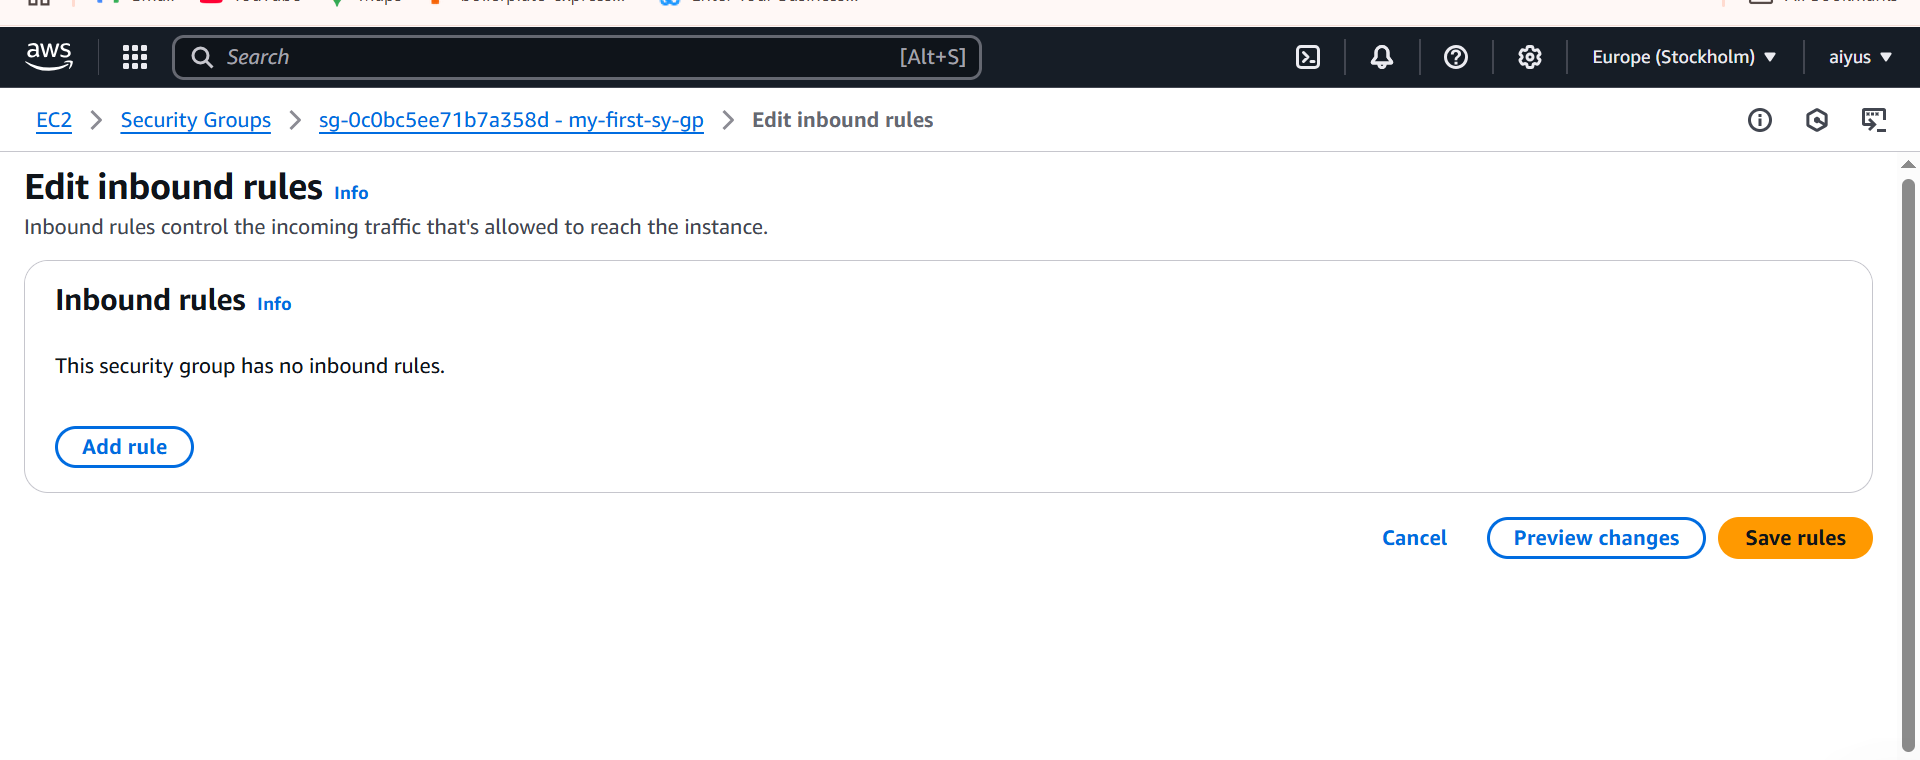 aws Search [Alt+S] Europe (Stockholm) aiyus
EC2 Security Groups sg-0c0bc5ee71b7a358d - my-first-sy-gp Edit inbound rules
Edit inbound rules Info
Inbound rules control the incoming traffic that's allowed to reach the instance.
Inbound rules Info
This security group has no inbound rules.
Add rule
Cancel Preview changes Save rules